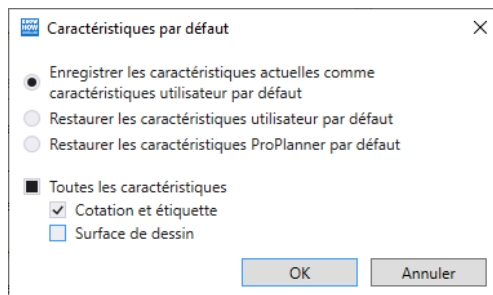 Caractéristiques par défaut
Enregistrer les caractéristiques actuelles comme
caractéristiques utilisateur par défaut
Restaurer les caractéristiques utilisateur par défaut
Restaurer les caractéristiques ProPlanner par défaut
Toutes les caractéristiques
Cotation et étiquette
Surface de dessin
OK
Annuler